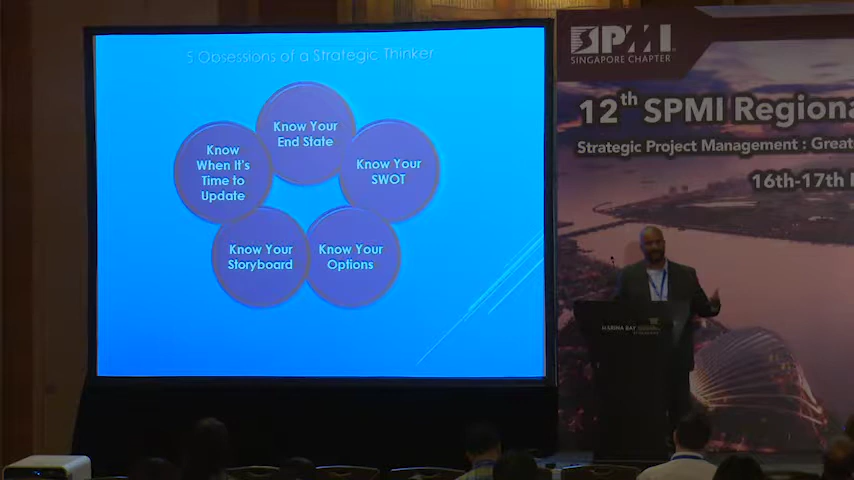 5 Obsessions of a Strategic Thinker
Know Your
End State
Know Your
SWOT
Know Your
Options
Know Your
Storyboard
Know
When It's
Time to
Update
SPMI
SINGAPORE CHAPTER
12th SPMI Regiona
Strategic Project Management : Great
16th-17th
MARINA BAY